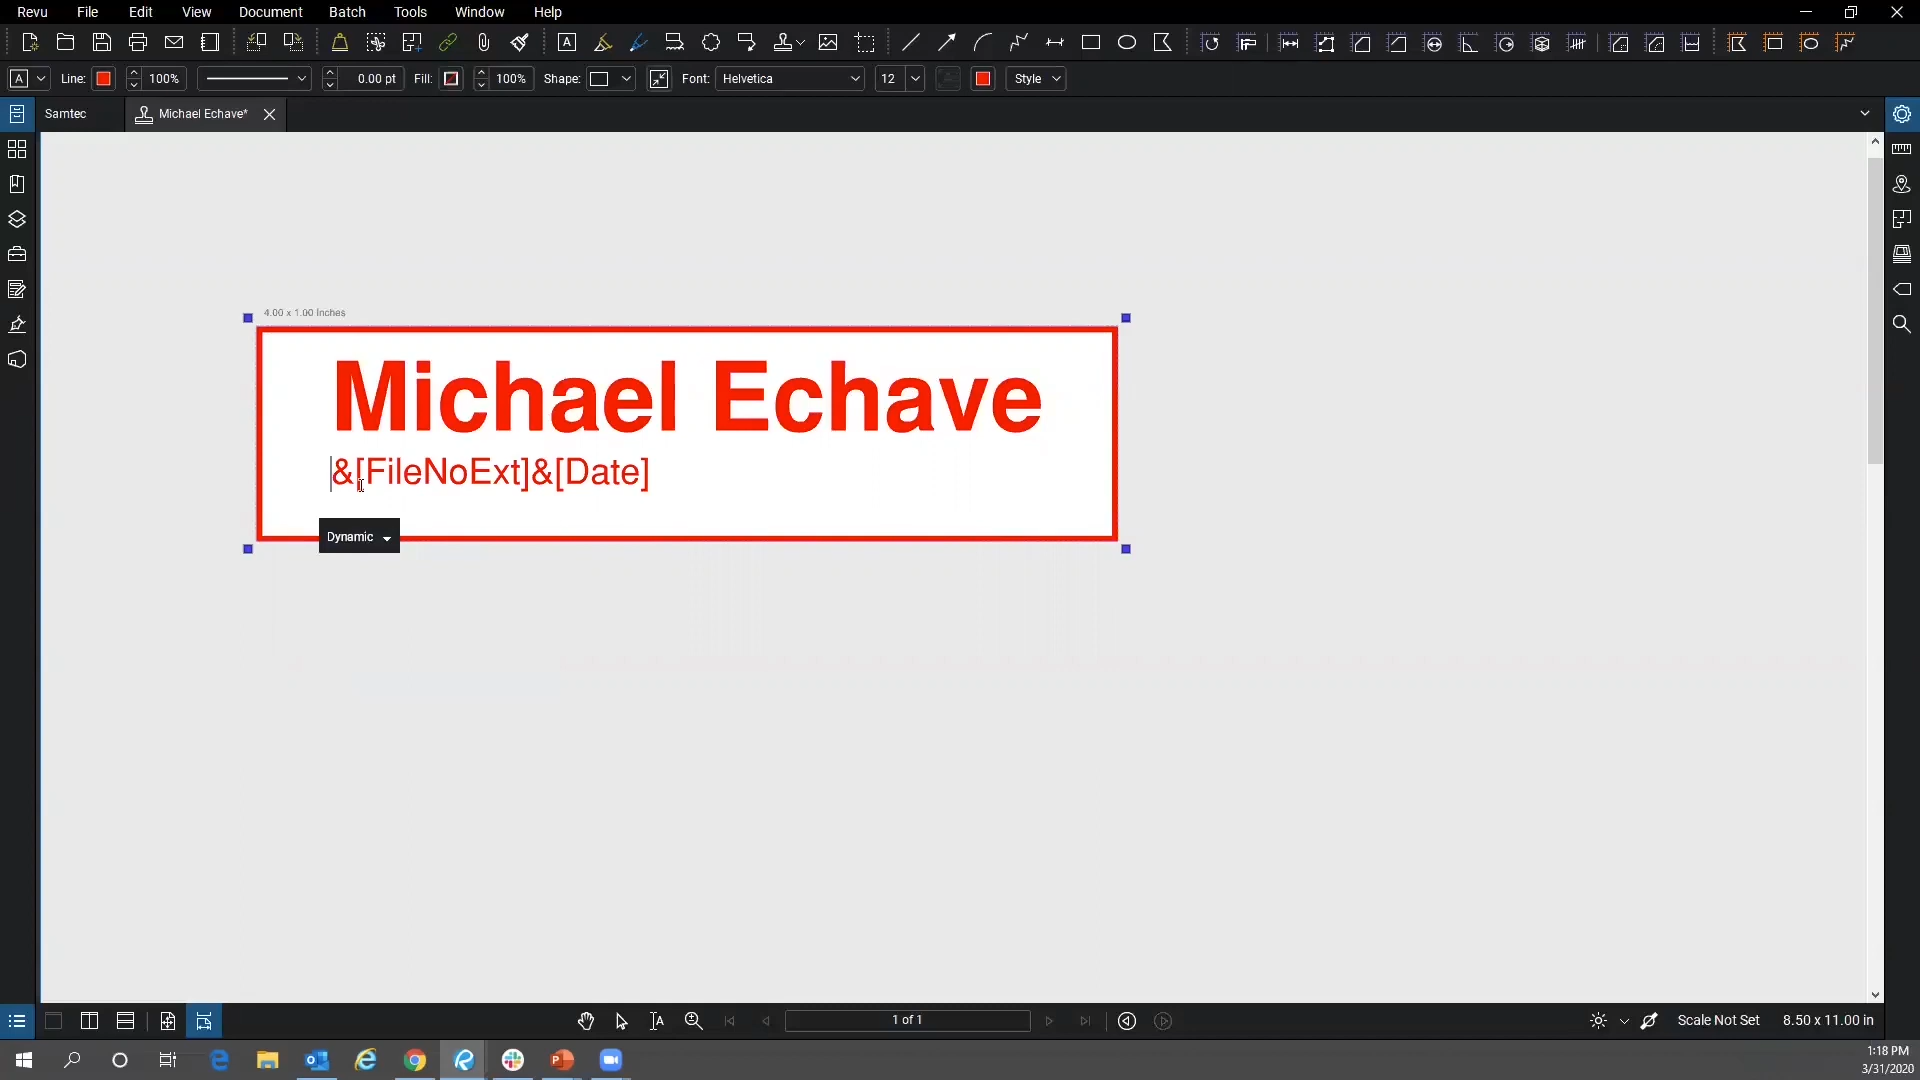 Revu File Edit View Document Batch Tools Window Help
Line: 100% 0.00 pt Fill: 100% Shape: Font: Helvetica 12 Style
Samtec Michael Echave*
4.00 x 1.00 Inches
Michael Echave
&[FileNoExt]&[Date]
Dynamic
1 of 1 Scale Not Set 8.50 x 11.00 in
1:18 PM
3/31/2020